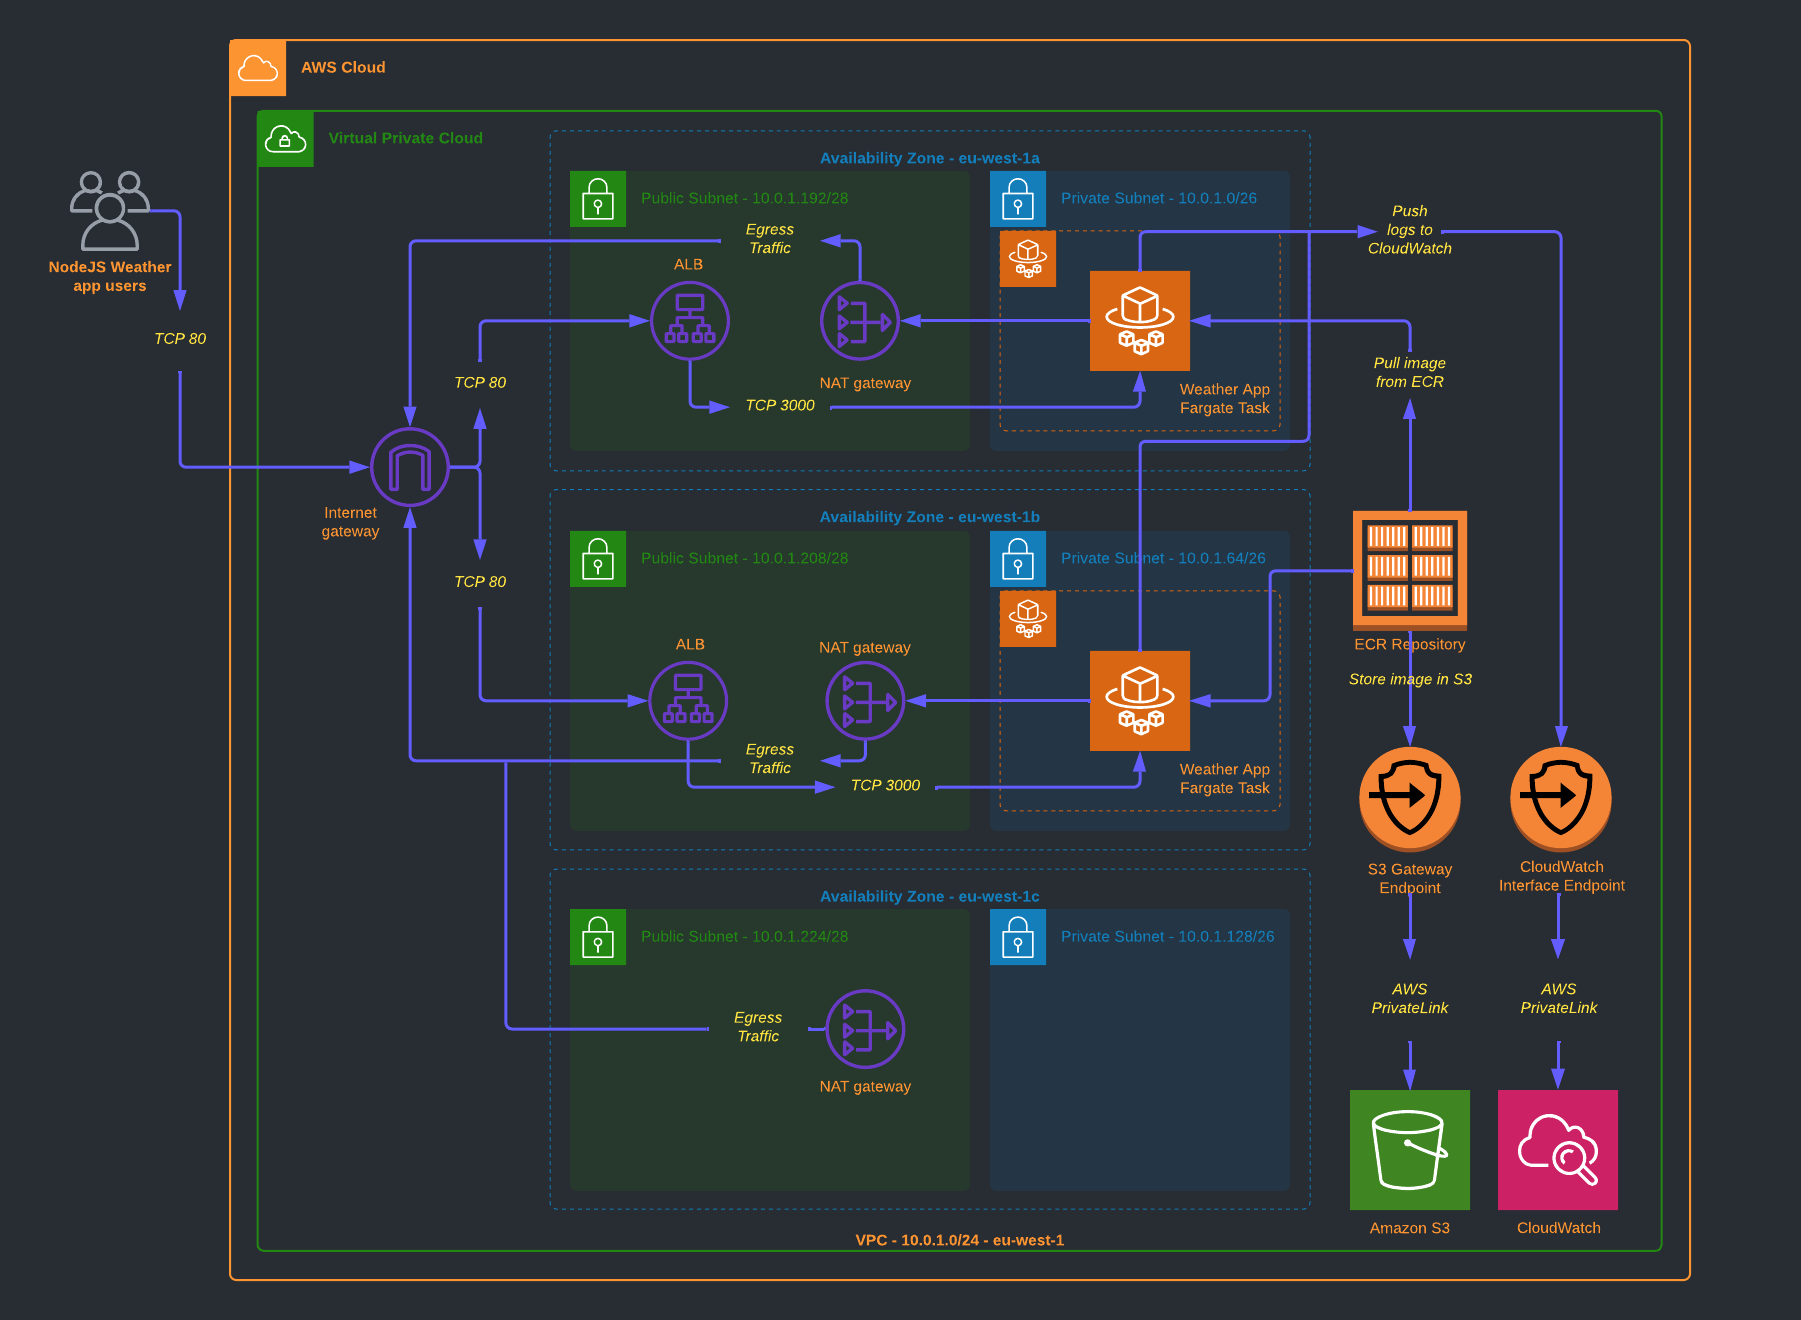 AWS Cloud
Virtual Private Cloud
NodeJS Weather
app users
TCP 80
Internet
gateway
TCP 80
TCP 80
Availability Zone - eu-west-1a
Public Subnet - 10.0.1.192/28
Egress
Traffic
ALB
NAT gateway
TCP 3000
Private Subnet - 10.0.1.0/26
Weather App
Fargate Task
Push
logs to
CloudWatch
Pull image
from ECR
Availability Zone - eu-west-1b
Public Subnet - 10.0.1.208/28
ALB
NAT gateway
Egress
Traffic
TCP 3000
Private Subnet - 10.0.1.64/26
Weather App
Fargate Task
ECR Repository
Store image in S3
S3 Gateway
Endpoint
CloudWatch
Interface Endpoint
Availability Zone - eu-west-1c
Public Subnet - 10.0.1.224/28
Egress
Traffic
NAT gateway
Private Subnet - 10.0.1.128/26
AWS
PrivateLink
AWS
PrivateLink
Amazon S3
CloudWatch
VPC - 10.0.1.0/24 - eu-west-1